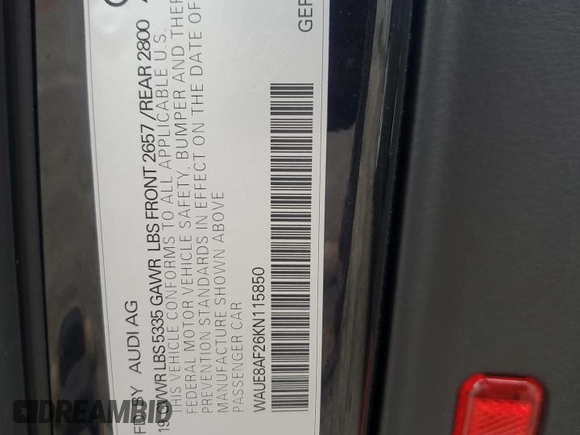 AUDI AG
GVWR LBS 5335 GAWR LBS FRONT 2657/REAR 2800
THIS VEHICLE CONFORMS TO ALL APPLICABLE U.S.
FEDERAL MOTOR VEHICLE SAFETY, BUMPER AND
PREVENTION STANDARDS IN EFFECT ON THE DATE OF
MANUFACTURE SHOWN ABOVE
PASSENGER CAR
WAUE8AF26KN115850
DREAMBID